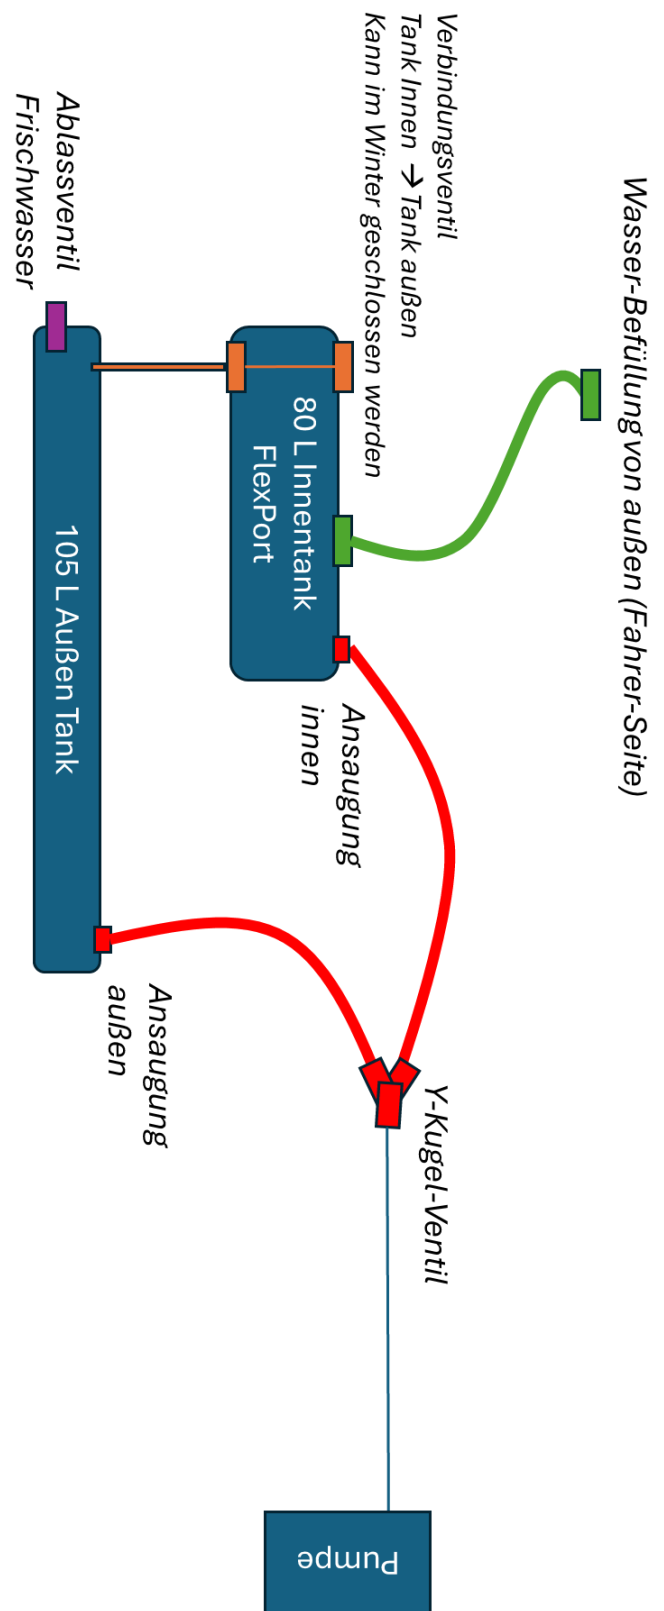 Wasser-Befüllung von außen (Fahrer-Seite)
Verbindungsventil
Tank Innen → Tank außen
Kann im Winter geschlossen werden
80 L Innentank
FlexPort
Ansaugung
innen
Y-Kugel-Ventil
Pumpe
Ablassventil
Frischwasser
105 L Außen Tank
Ansaugung
außen